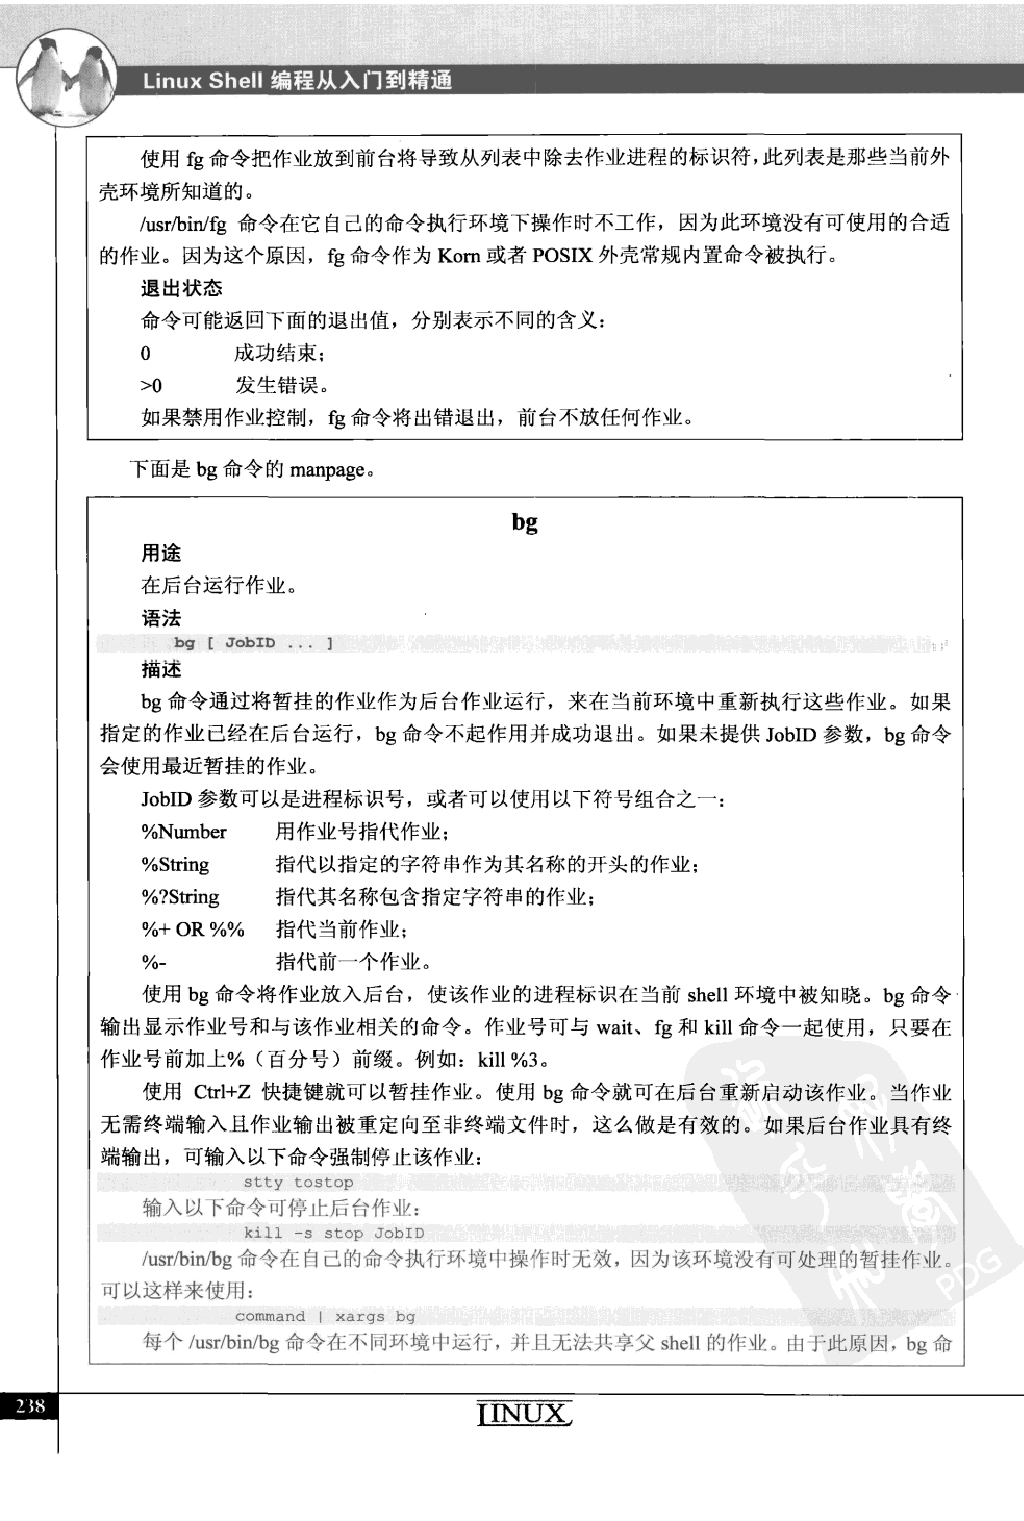 Linux Shell 编程从入门到精通
使用 fg 命令把作业放到前台将导致从列表中除去作业进程的标识符,此列表是那些当前外
壳环境所知道的。
/usr/bin/fg 命令在它自己的命令执行环境下操作时不工作，因为此环境没有可使用的合适
的作业。因为这个原因，fg 命令作为 Korn 或者 POSIX 外壳常规内置命令被执行。
退出状态
命令可能返回下面的退出值，分别表示不同的含义：
0 成功结束；
>0 发生错误。
如果禁用作业控制，fg 命令将出错退出，前台不放任何作业。
下面是 bg 命令的 manpage。
bg
用途
在后台运行作业。
语法
bg [ JobID ... ]
描述
bg 命令通过将暂挂的作业作为后台作业运行，来在当前环境中重新执行这些作业。如果
指定的作业已经在后台运行，bg 命令不起作用并成功退出。如果未提供 JobID 参数，bg 命令
会使用最近暂挂的作业。
JobID 参数可以是进程标识号，或者可以使用以下符号组合之一：
%Number 用作业号指代作业；
%String 指代以指定的字符串作为其名称的开头的作业；
%?String 指代其名称包含指定字符串的作业；
%+ OR %% 指代当前作业；
%- 指代前一个作业。
使用 bg 命令将作业放入后台，使该作业的进程标识在当前 shell 环境中被知晓。bg 命令
输出显示作业号和与该作业相关的命令。作业号可与 wait、fg 和 kill 命令一起使用，只要在
作业号前加上%（百分号）前缀。例如：kill %3。
使用 Ctrl+Z 快捷键就可以暂挂作业。使用 bg 命令就可在后台重新启动该作业。当作业
无需终端输入且作业输出被重定向至非终端文件时，这么做是有效的。如果后台作业具有终
端输出，可输入以下命令强制停止该作业：
stty tostop
输入以下命令可停止后台作业：
kill -s stop JobID
/usr/bin/bg 命令在自己的命令执行环境中操作时无效，因为该环境没有可处理的暂挂作业。
可以这样来使用：
command | xargs bg
每个 /usr/bin/bg 命令在不同环境中运行，并且无法共享父 shell 的作业。由于此原因，bg 命
PDG
238
LINUX